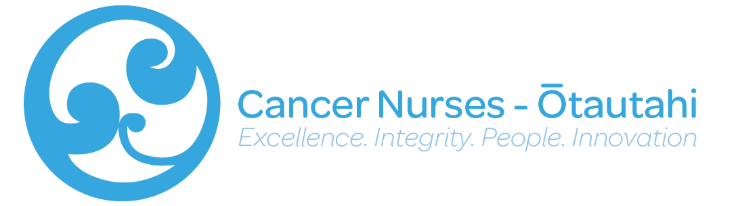 Cancer Nurses - Ōtautahi
Excellence. Integrity. People. Innovation